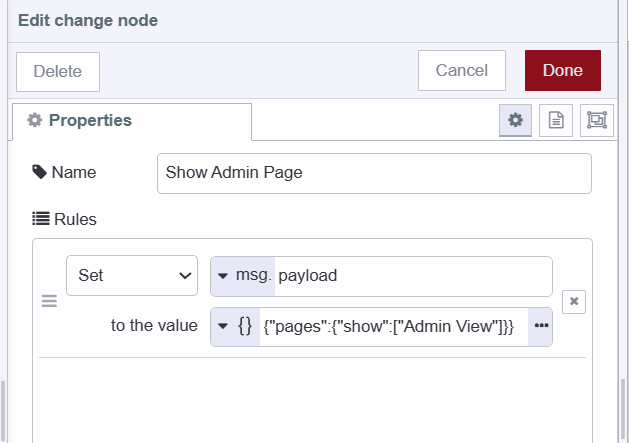 Edit change node
Delete
Cancel
Done
Properties
Name
Show Admin Page
Rules
Set
msg. payload
to the value
{} {"pages":{"show":["Admin View"]}}